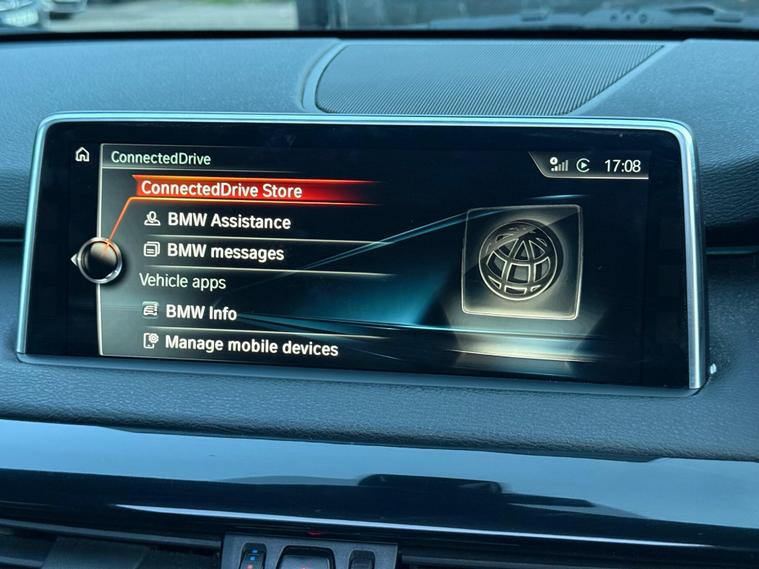 ConnectedDrive
17:08
ConnectedDrive Store
BMW Assistance
BMW messages
Vehicle apps
BMW Info
Manage mobile devices